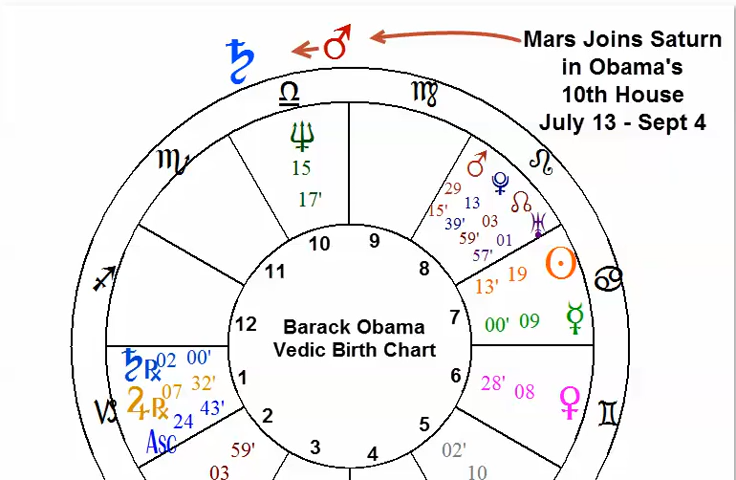 ♄ ♂ Mars Joins Saturn
in Obama's
10th House
July 13 - Sept 4
♎ ♍
♏ ♌
♆
15
17'
♂ ♇ ☊ ♅
29 13
15' 39' 03
59' 01
57'
10 9
11 8
♐ ♋
19 ☉
13'
12 7
00' 09 ☿
Barack Obama
Vedic Birth Chart
♄℞ 02 00'
♃℞ 07 32'
Asc 24 43'
1 6
28' 08 ♀
♑ ♊
2 5
3 4
59'
03
02'
10